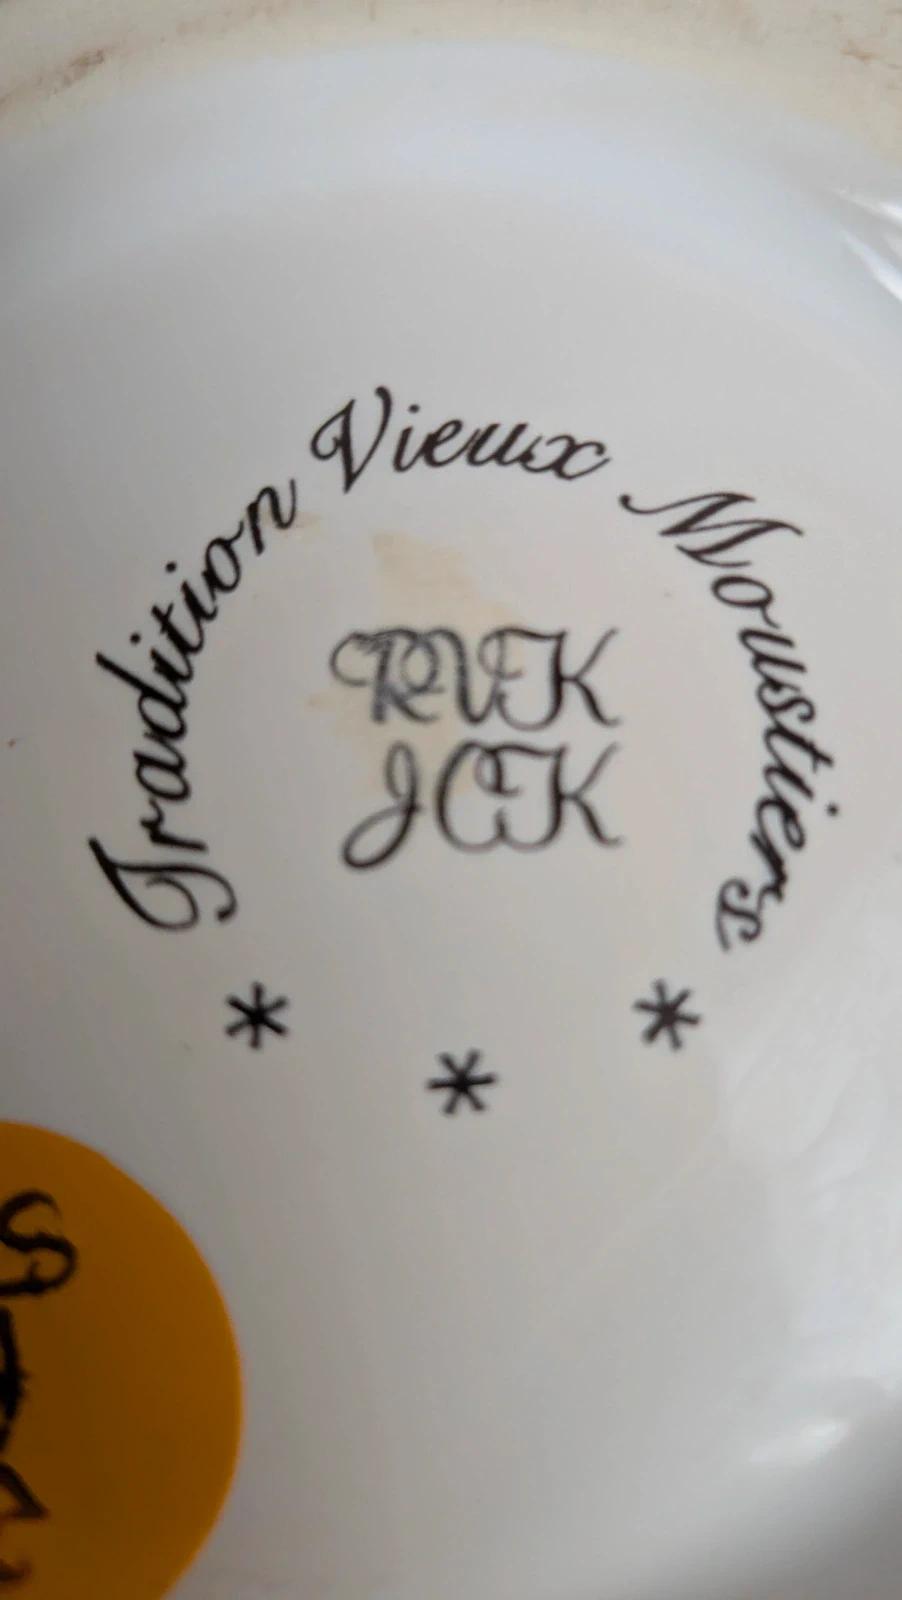 Tradition Vieux Moustiers
RVK
JCK
* * *